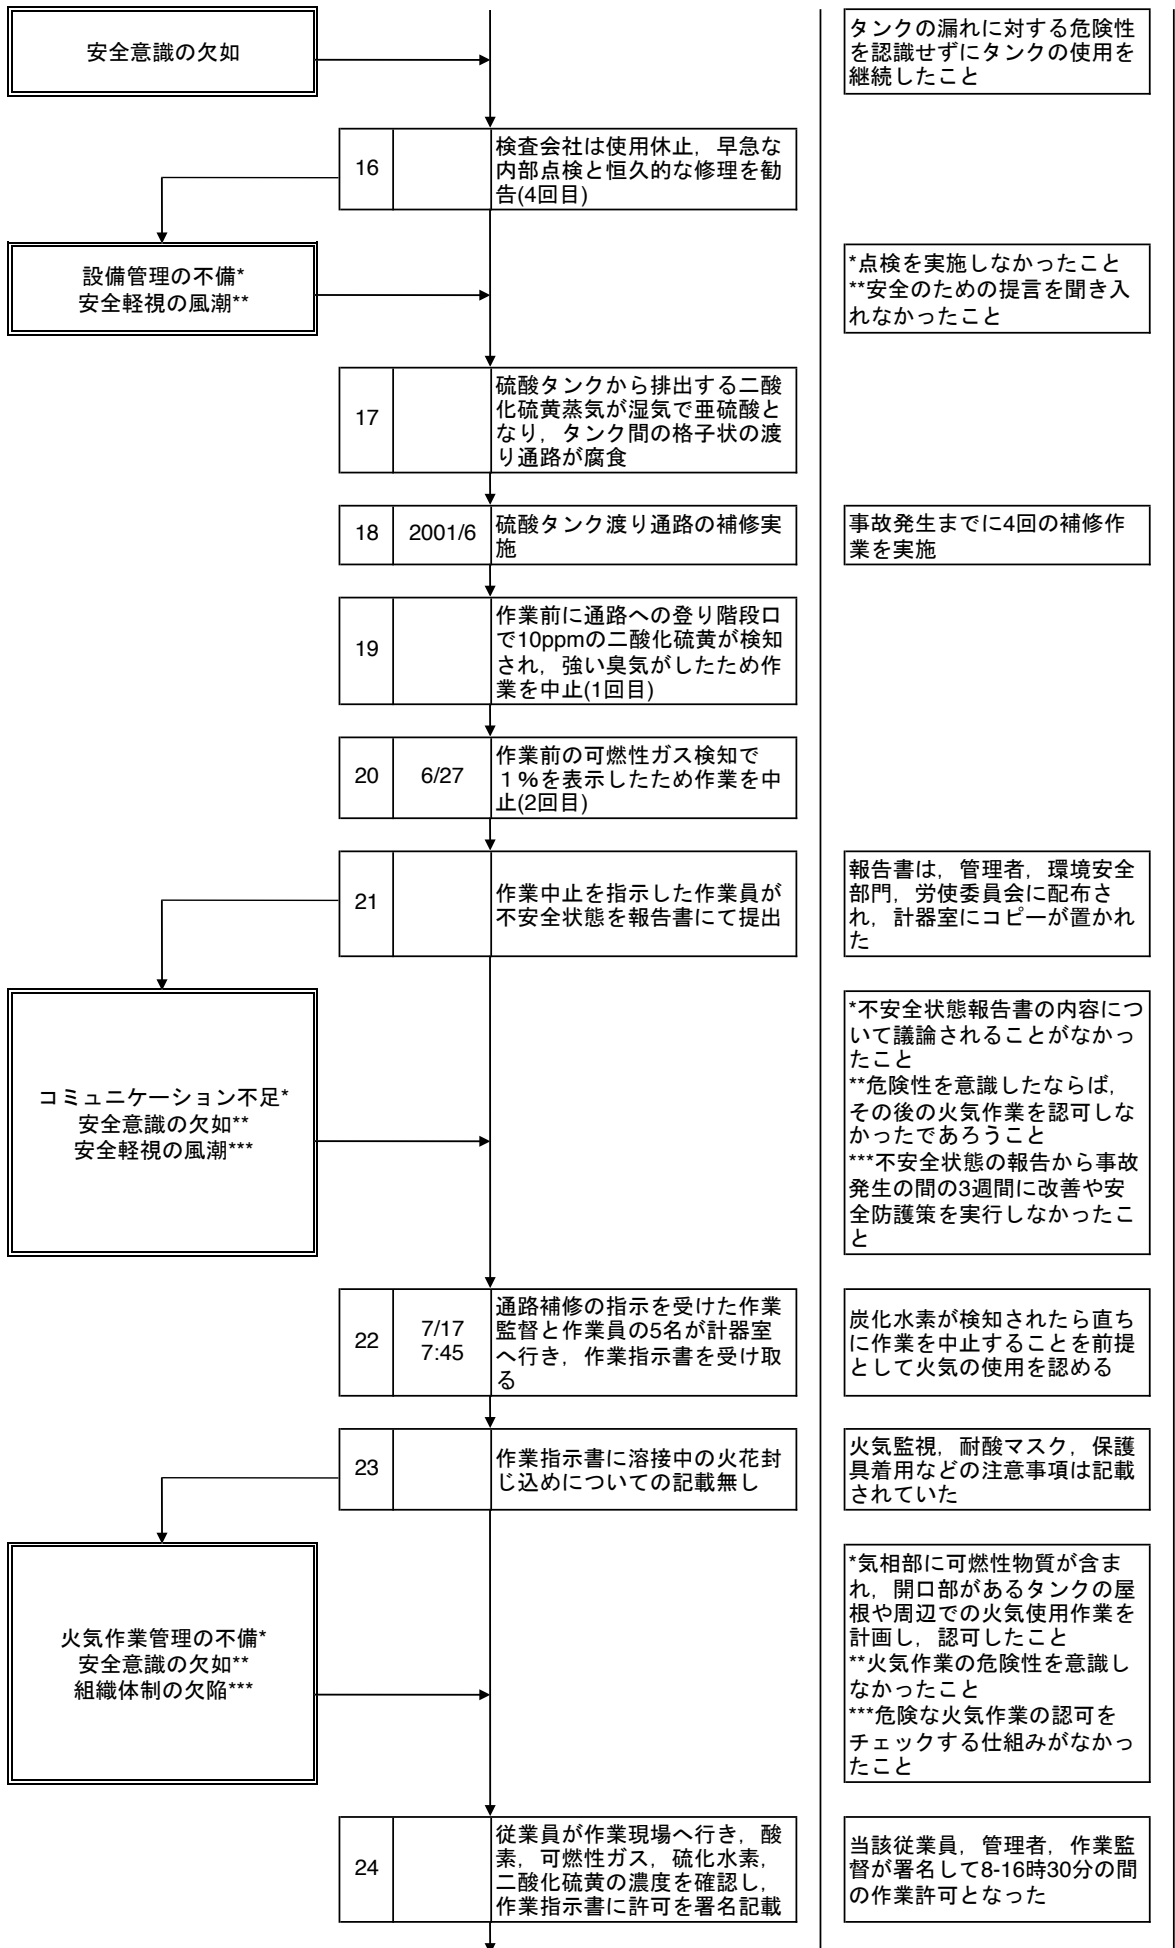 安全意識の欠如
タンクの漏れに対する危険性
を認識せずにタンクの使用を
継続したこと
16
検査会社は使用休止，早急な
内部点検と恒久的な修理を勧
告(4回目)
設備管理の不備*
安全軽視の風潮**
*点検を実施しなかったこと
**安全のための提言を聞き入
れなかったこと
17
硫酸タンクから排出する二酸
化硫黄蒸気が湿気で亜硫酸と
なり，タンク間の格子状の渡
り通路が腐食
18
2001/6
硫酸タンク渡り通路の補修実
施
事故発生までに4回の補修作
業を実施
19
作業前に通路への登り階段口
で10ppmの二酸化硫黄が検知
され，強い臭気がしたため作
業を中止(1回目)
20
6/27
作業前の可燃性ガス検知で
１%を表示したため作業を中
止(2回目)
21
作業中止を指示した作業員が
不安全状態を報告書にて提出
報告書は，管理者，環境安全
部門，労使委員会に配布さ
れ，計器室にコピーが置かれ
た
コミュニケーション不足*
安全意識の欠如**
安全軽視の風潮***
*不安全状態報告書の内容につ
いて議論されることがなかっ
たこと
**危険性を意識したならば，
その後の火気作業を認可しな
かったであろうこと
***不安全状態の報告から事故
発生の間の3週間に改善や安
全防護策を実行しなかったこ
と
22
7/17
7:45
通路補修の指示を受けた作業
監督と作業員の5名が計器室
へ行き，作業指示書を受け取
る
炭化水素が検知されたら直ち
に作業を中止することを前提
として火気の使用を認める
23
作業指示書に溶接中の火花封
じ込めについての記載無し
火気監視，耐酸マスク，保護
具着用などの注意事項は記載
されていた
火気作業管理の不備*
安全意識の欠如**
組織体制の欠陥***
*気相部に可燃性物質が含ま
れ，開口部があるタンクの屋
根や周辺での火気使用作業を
計画し，認可したこと
**火気作業の危険性を意識し
なかったこと
***危険な火気作業の認可を
チェックする仕組みがなかっ
たこと
24
従業員が作業現場へ行き，酸
素，可燃性ガス，硫化水素，
二酸化硫黄の濃度を確認し，
作業指示書に許可を署名記載
当該従業員，管理者，作業監
督が署名して8-16時30分の間
の作業許可となった